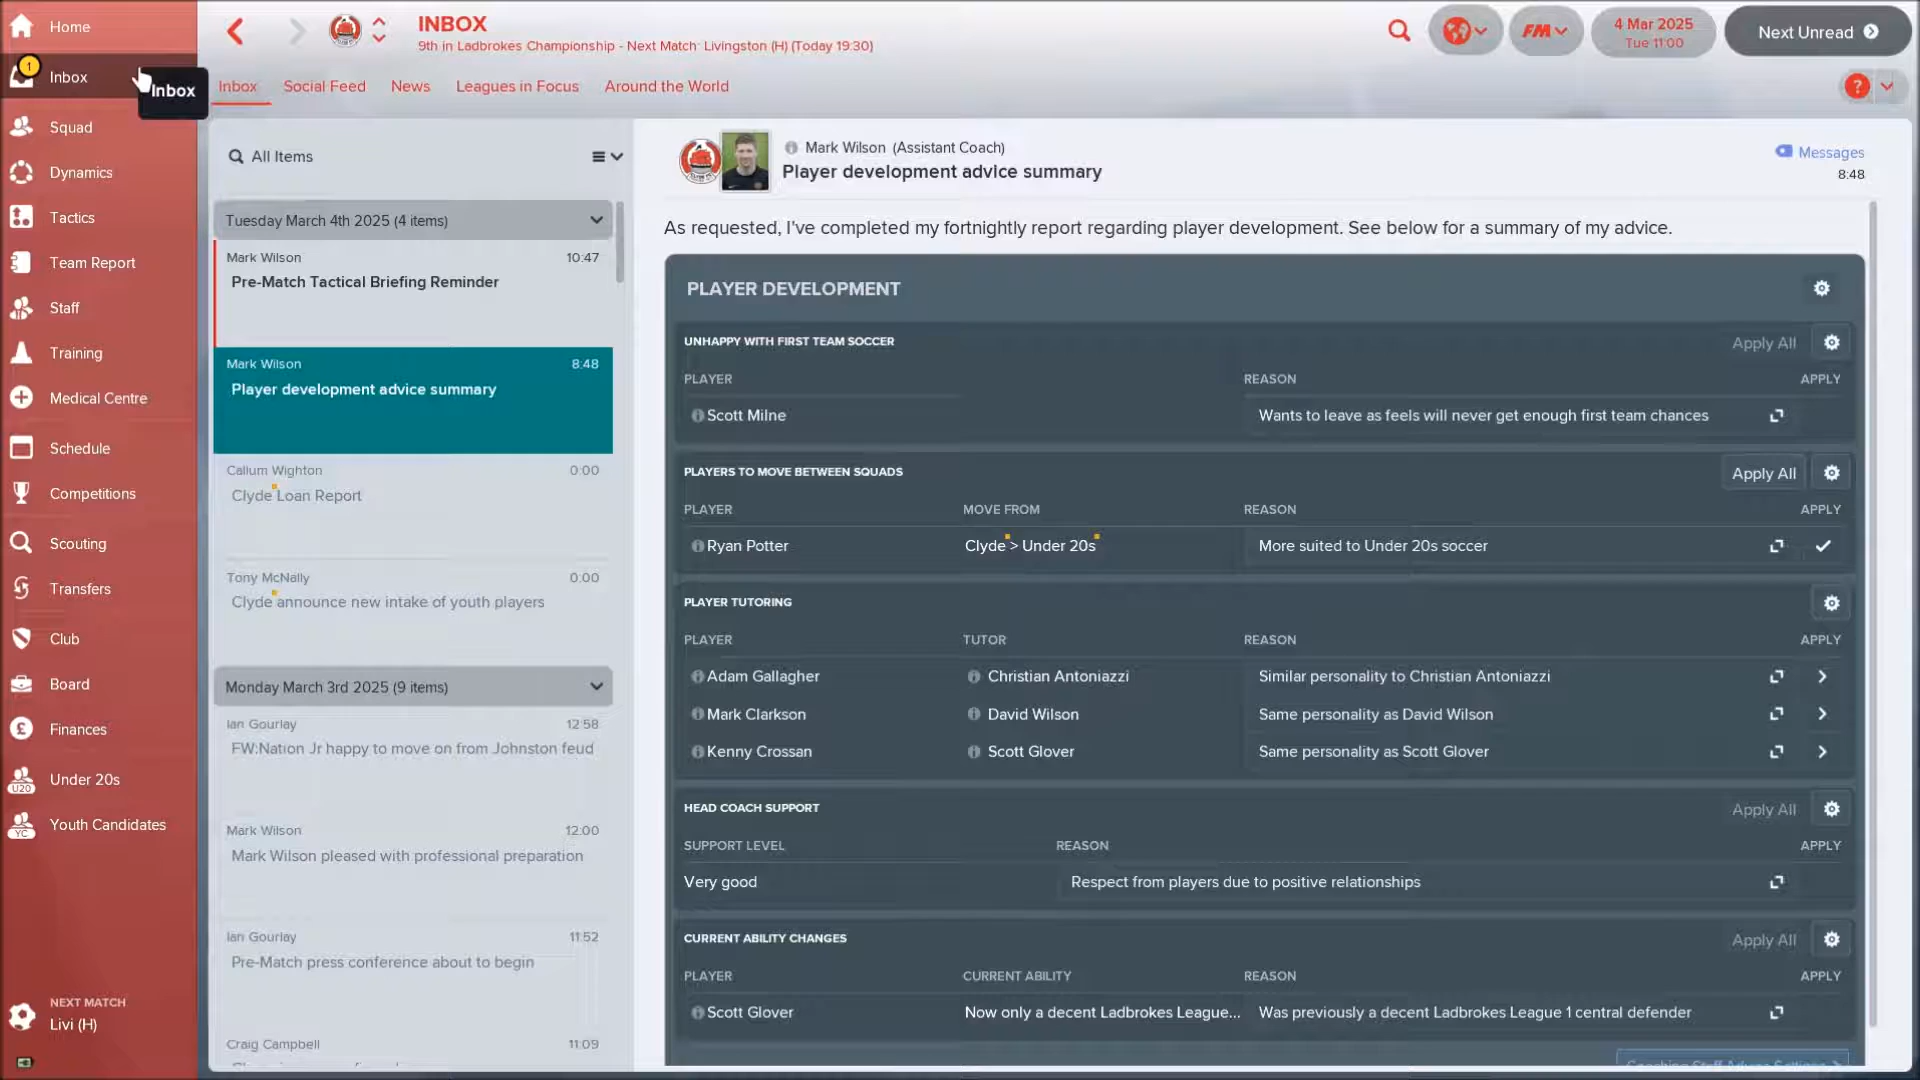 Home
INBOX
9th in Ladbrokes Championship - Next Match: Livingston (H) (Today 19:30)
FM
4 Mar 2025
Tue 11:00
Next Unread
1
Inbox
Inbox
Inbox
Social Feed
News
Leagues in Focus
Around the World
?
Squad
Dynamics
Tactics
Team Report
Staff
Training
Medical Centre
Schedule
Competitions
Scouting
Transfers
Club
Board
Finances
U20
Under 20s
YC
Youth Candidates
NEXT MATCH
Livi (H)
All Items
Tuesday March 4th 2025 (4 items)
Mark Wilson 10:47
Pre-Match Tactical Briefing Reminder
Mark Wilson 8:48
Player development advice summary
Callum Wighton 0:00
Clyde Loan Report
Tony McNally 0:00
Clyde announce new intake of youth players
Monday March 3rd 2025 (9 items)
Ian Gourlay 12:58
FW:Nation Jr happy to move on from Johnston feud
Mark Wilson 12:00
Mark Wilson pleased with professional preparation
Ian Gourlay 11:52
Pre-Match press conference about to begin
Craig Campbell 11:09
Mark Wilson (Assistant Coach)
Player development advice summary
Messages
8:48
As requested, I've completed my fortnightly report regarding player development. See below for a summary of my advice.
PLAYER DEVELOPMENT
UNHAPPY WITH FIRST TEAM SOCCER Apply All
PLAYER REASON APPLY
Scott Milne Wants to leave as feels will never get enough first team chances
PLAYERS TO MOVE BETWEEN SQUADS Apply All
PLAYER MOVE FROM REASON APPLY
Ryan Potter Clyde > Under 20s More suited to Under 20s soccer
PLAYER TUTORING
PLAYER TUTOR REASON APPLY
Adam Gallagher Christian Antoniazzi Similar personality to Christian Antoniazzi
Mark Clarkson David Wilson Same personality as David Wilson
Kenny Crossan Scott Glover Same personality as Scott Glover
HEAD COACH SUPPORT Apply All
SUPPORT LEVEL REASON APPLY
Very good Respect from players due to positive relationships
CURRENT ABILITY CHANGES Apply All
PLAYER CURRENT ABILITY REASON APPLY
Scott Glover Now only a decent Ladbrokes League... Was previously a decent Ladbrokes League 1 central defender
Coaching Staff Advice Settings >